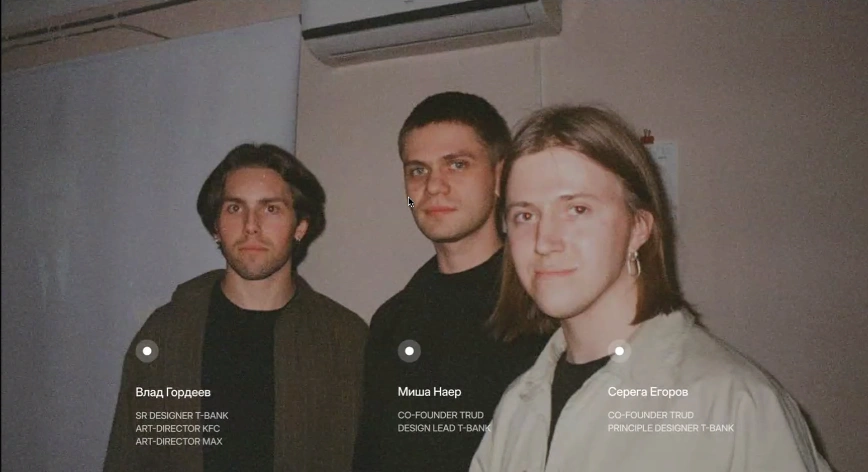 Влад Гордеев
SR DESIGNER T-BANK
ART-DIRECTOR KFC
ART-DIRECTOR MAX
Миша Наер
CO-FOUNDER TRUD
DESIGN LEAD T-BANK
Серега Егоров
CO-FOUNDER TRUD
PRINCIPLE DESIGNER T-BANK